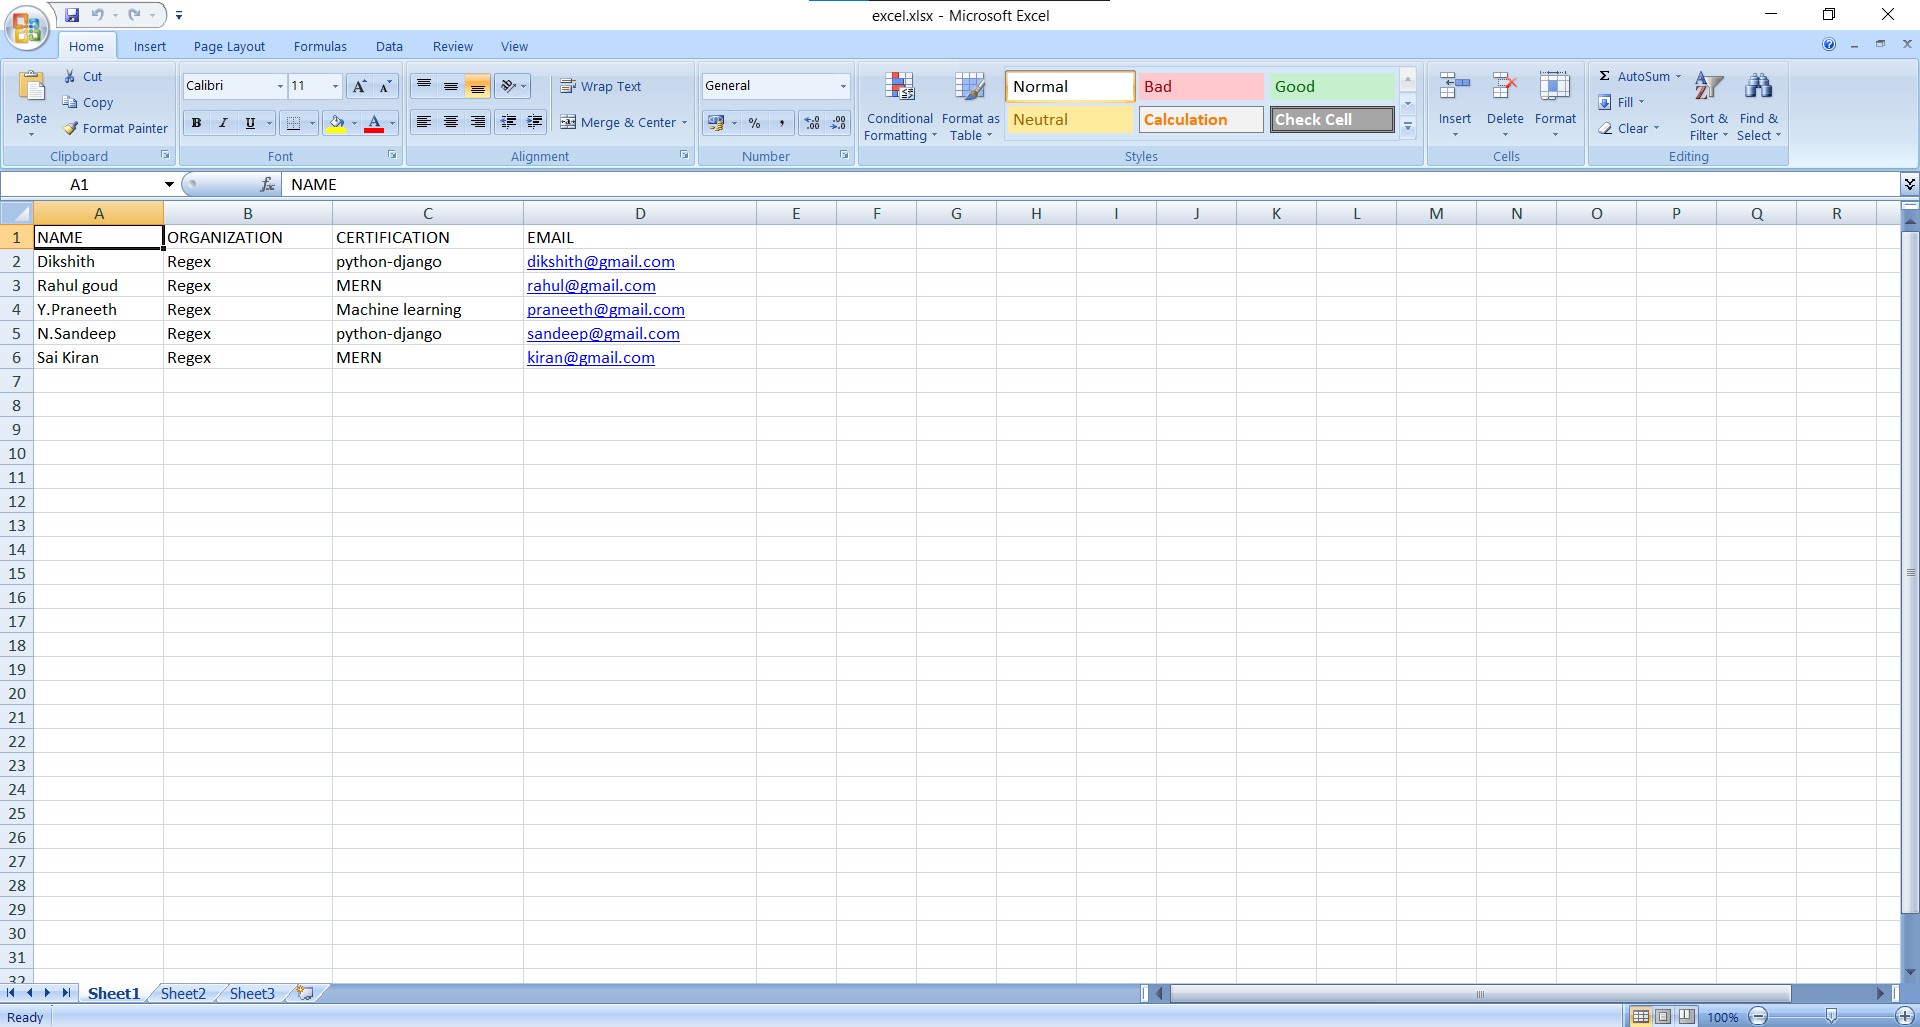 excel.xlsx - Microsoft Excel
Home Insert Page Layout Formulas Data Review View
Paste Cut Copy Format Painter Clipboard
Calibri 11 A A B I U A Font
Wrap Text Merge & Center Alignment
General % , .0 .00 .00 .0 Number
Conditional Formatting Format as Table Normal Bad Good Neutral Calculation Check Cell Styles
Insert Delete Format Cells
Σ AutoSum Fill Clear Sort & Filter Find & Select Editing
A1 fx NAME
A B C D E F G H I J K L M N O P Q R
1 NAME ORGANIZATION CERTIFICATION EMAIL
2 Dikshith Regex python-django dikshith@gmail.com
3 Rahul goud Regex MERN rahul@gmail.com
4 Y.Praneeth Regex Machine learning praneeth@gmail.com
5 N.Sandeep Regex python-django sandeep@gmail.com
6 Sai Kiran Regex MERN kiran@gmail.com
7
8
9
10
11
12
13
14
15
16
17
18
19
20
21
22
23
24
25
26
27
28
29
30
31
32
Sheet1 Sheet2 Sheet3
Ready 100%